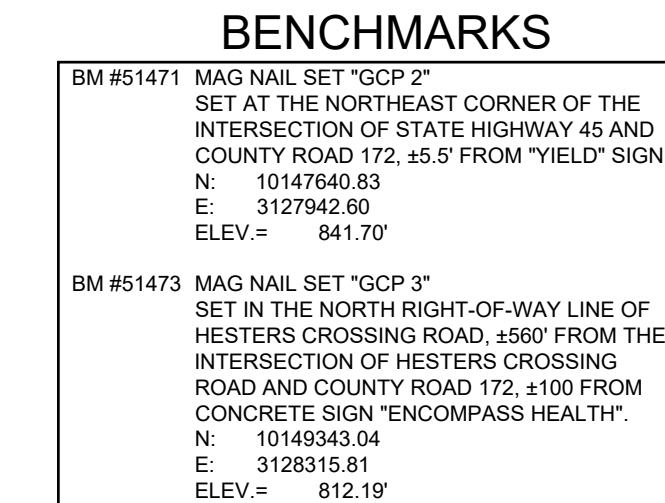 BENCHMARKS
BM #51471 MAG NAIL SET "GCP 2"
SET AT THE NORTHEAST CORNER OF THE
INTERSECTION OF STATE HIGHWAY 45 AND
COUNTY ROAD 172, ±5.5' FROM "YIELD" SIGN
N: 10147640.83
E: 3127942.60
ELEV.= 841.70'
BM #51473 MAG NAIL SET "GCP 3"
SET IN THE NORTH RIGHT-OF-WAY LINE OF
HESTERS CROSSING ROAD, ±560' FROM THE
INTERSECTION OF HESTERS CROSSING
ROAD AND COUNTY ROAD 172, ±100 FROM
CONCRETE SIGN "ENCOMPASS HEALTH".
N: 10149343.04
E: 3128315.81
ELEV.= 812.19'